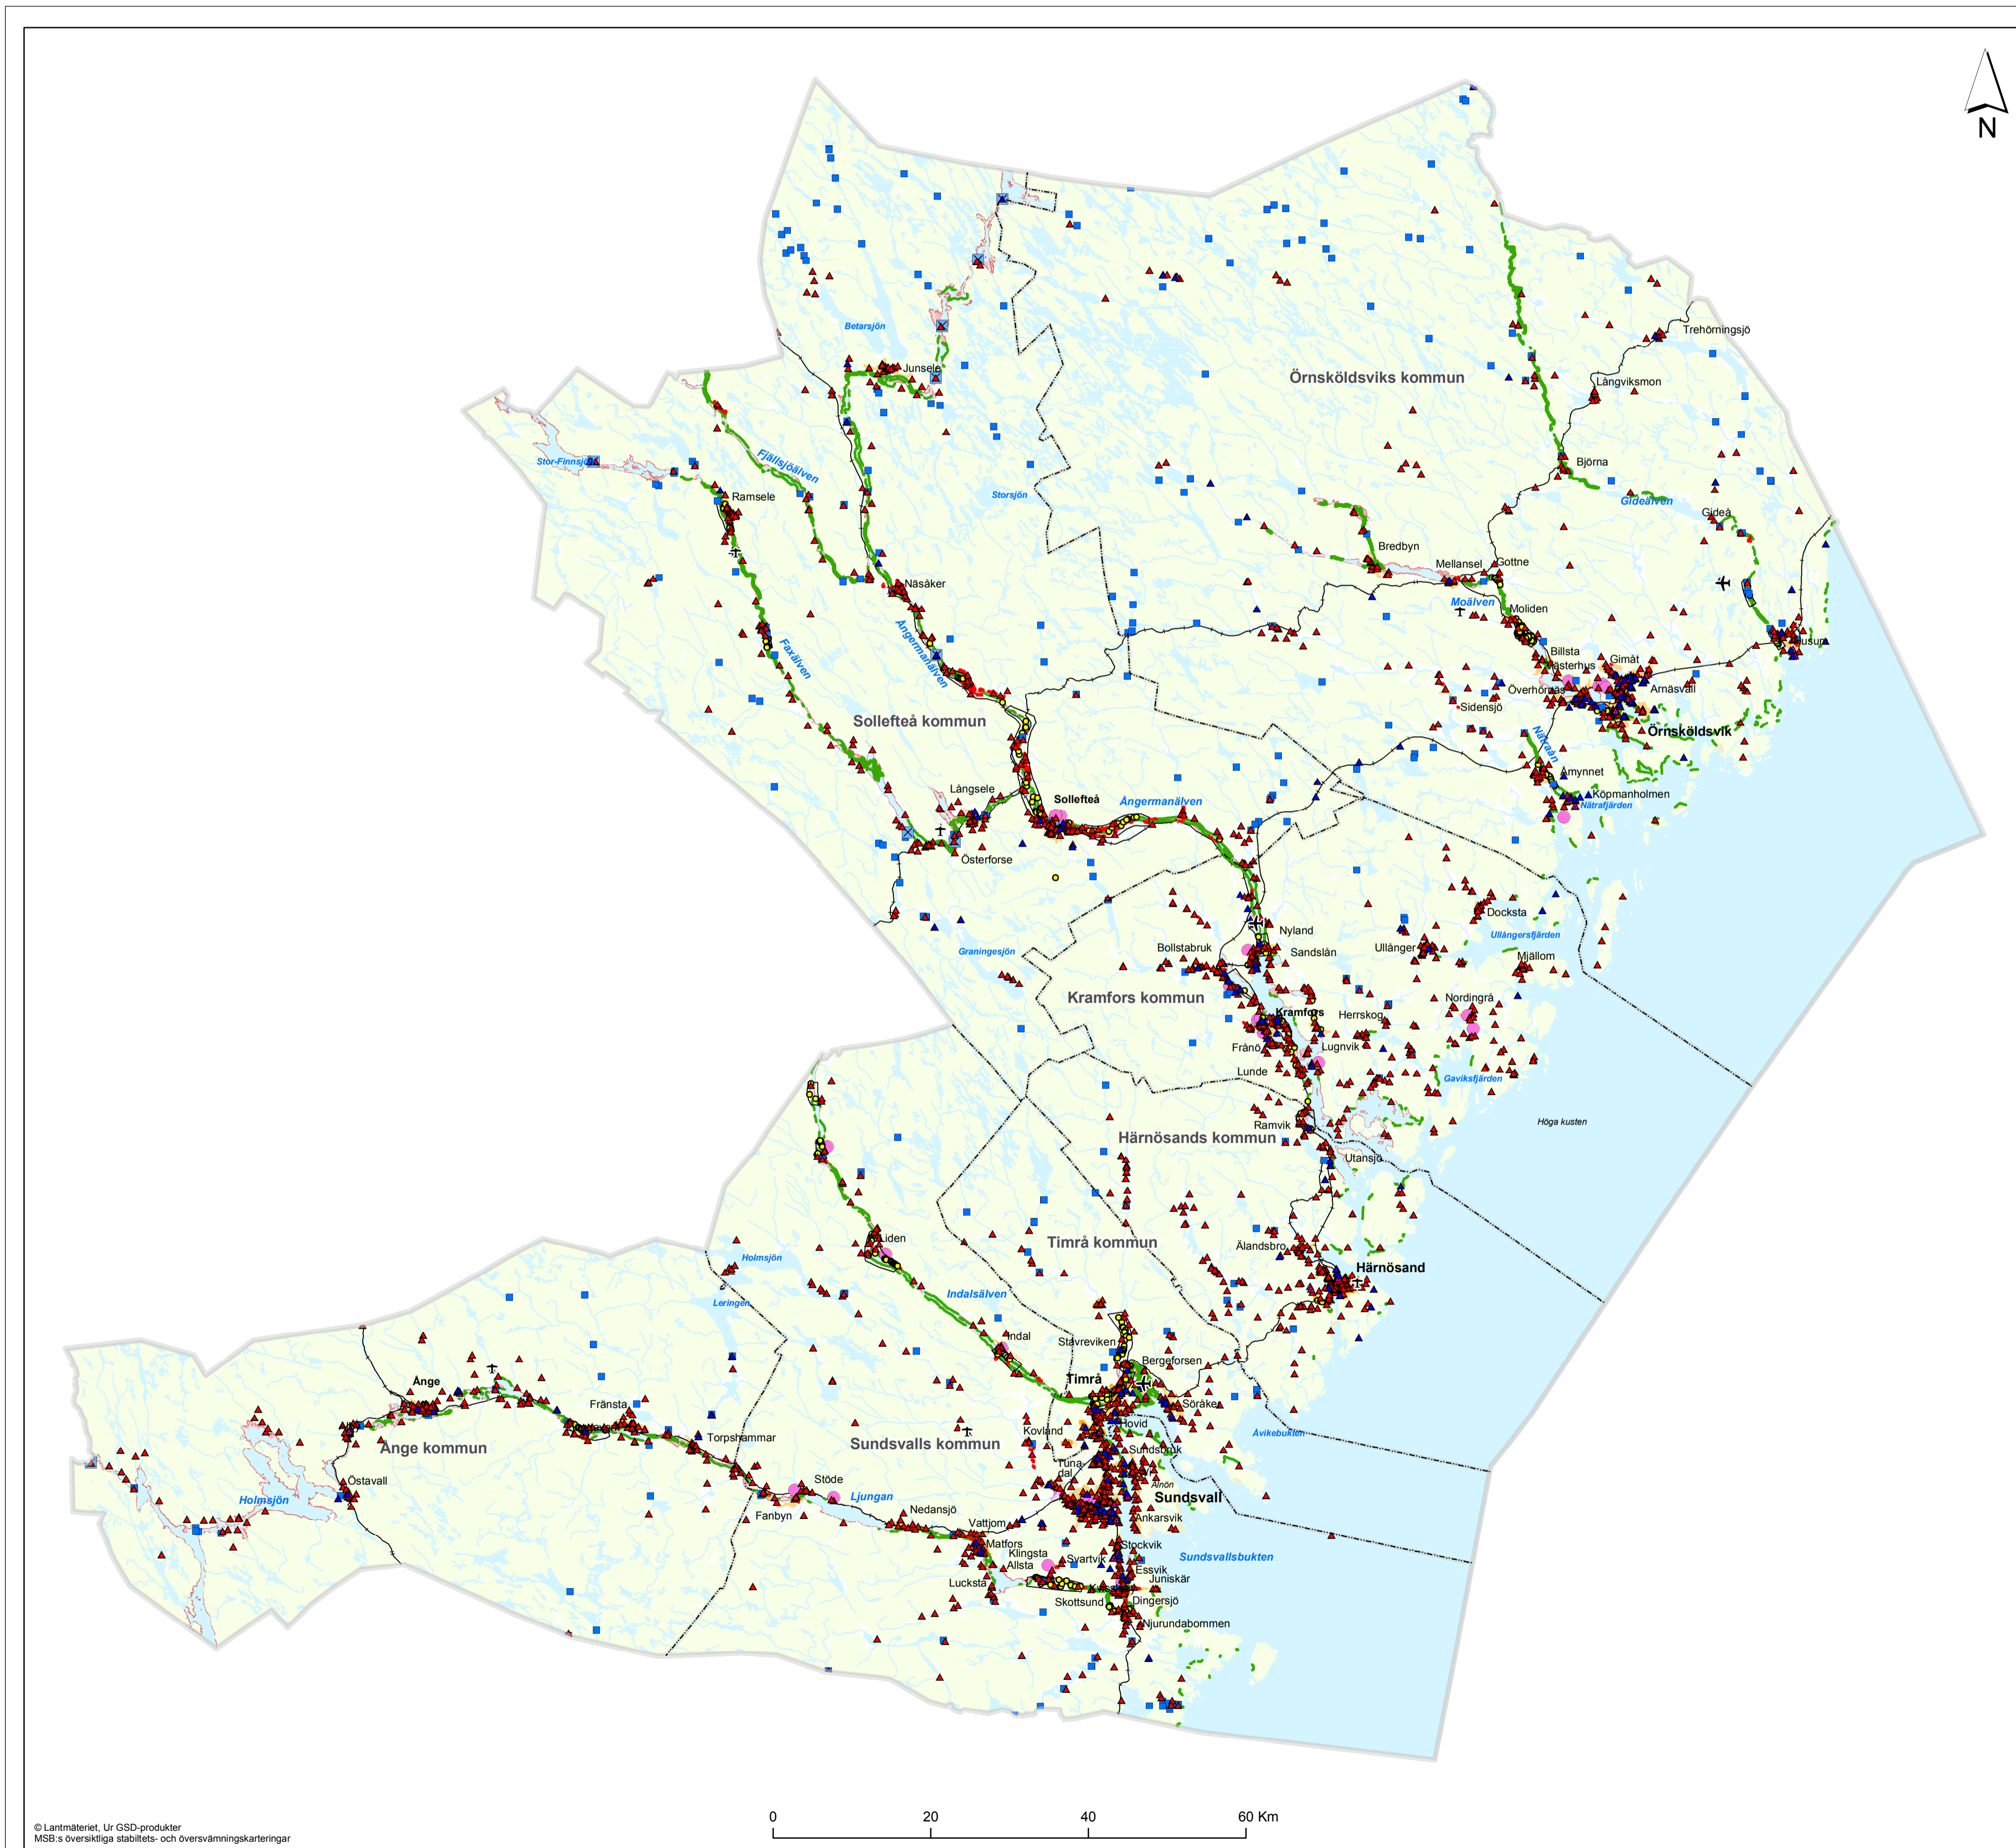 N
Betarsjön
Junsele
Trehörningsjö
Örnsköldsviks kommun
Långviksmon
Stor-Finnsjön
Fjällsjöälven
Björna
Ramsele
Storsjön
Gideälven
Gideå
Bredbyn
Mellansel
Gottne
Näsåker
Moälven
Moliden
Ångermanälven
Faxälven
Husum
Billsta
Västerhus
Gimåt
Överhörnäs
Arnäsvall
Sidensjö
Sollefteå kommun
Örnsköldsvik
Nätraån
Åmynnet
Långsele
Sollefteå
Ångermanälven
Köpmanholmen
Nätrafjärden
Österforse
Docksta
Nyland
Ullångersfjärden
Graningesjön
Bollstabruk
Sandslån
Ullånger
Mjällom
Kramfors kommun
Nordingrå
Kramfors
Herrskog
Frånö
Lugnvik
Lunde
Gaviksfjärden
Höga kusten
Ramvik
Härnösands kommun
Utansjö
Liden
Timrå kommun
Älandsbro
Holmsjön
Härnösand
Indalsälven
Leringen
Indal
Stavreviken
Bergeforsen
Ånge
Timrå
Fränsta
Söråker
Hovid
Kovland
Åvikebukten
Torpshammar
Sundsvalls kommun
Ånge kommun
Sundsbruk
Tuna-
dal
Östavall
Stöde
Alnön
Holmsjön
Ljungan
Sundsvall
Fanbyn
Nedansjö
Ankarsvik
Vattjom
Matfors
Stockvik
Klingsta
Allsta
Svartvik
Sundsvallsbukten
Essvik
Lucksta
Juniskär
Skottsund
Dingersjö
Njurundabommen
0 20 40 60 Km
© Lantmäteriet, Ur GSD-produkter
MSB:s översiktliga stabiltets- och översvämningskarteringar